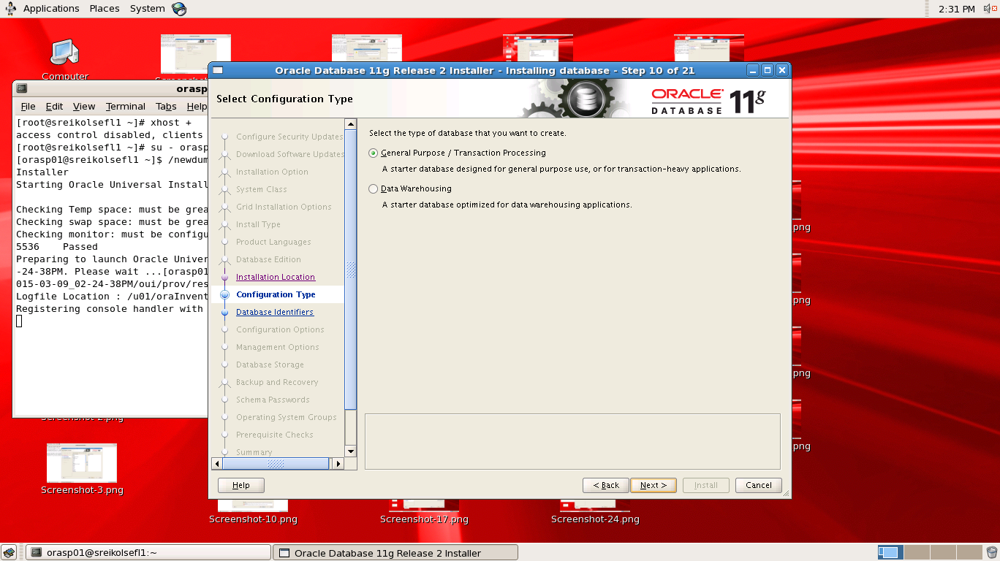 Applications Places System
2:31 PM
Computer
Oracle Database 11g Release 2 Installer - Installing database - Step 10 of 21
orasp
File Edit View Terminal Tabs Help
[root@sreikolsefl1 ~]# xhost +
access control disabled, clients
[root@sreikolsefl1 ~]# su - orasp
[orasp01@sreikolsefl1 ~]$ /newdum
Installer
Starting Oracle Universal Install
Checking Temp space: must be grea
Checking swap space: must be grea
Checking monitor: must be configu
5536    Passed
Preparing to launch Oracle Univer
-24-38PM. Please wait ...[orasp01
015-03-09_02-24-38PM/oui/prov/res
Logfile Location : /u01/oraInvent
Registering console handler with
Select Configuration Type
ORACLE
DATABASE 11g
Configure Security Updates
Download Software Updates
Installation Option
System Class
Grid Installation Options
Install Type
Product Languages
Database Edition
Installation Location
Configuration Type
Database Identifiers
Configuration Options
Management Options
Database Storage
Backup and Recovery
Schema Passwords
Operating System Groups
Prerequisite Checks
Summary
Select the type of database that you want to create.
General Purpose / Transaction Processing
A starter database designed for general purpose use, or for transaction-heavy applications.
Data Warehousing
A starter database optimized for data warehousing applications.
Help
< Back
Next >
Install
Cancel
png
png
png
png
Screenshot-2.png
Screenshot-3.png
Screenshot-10.png
Screenshot-17.png
Screenshot-24.png
orasp01@sreikolsefl1:~
Oracle Database 11g Release 2 Installer